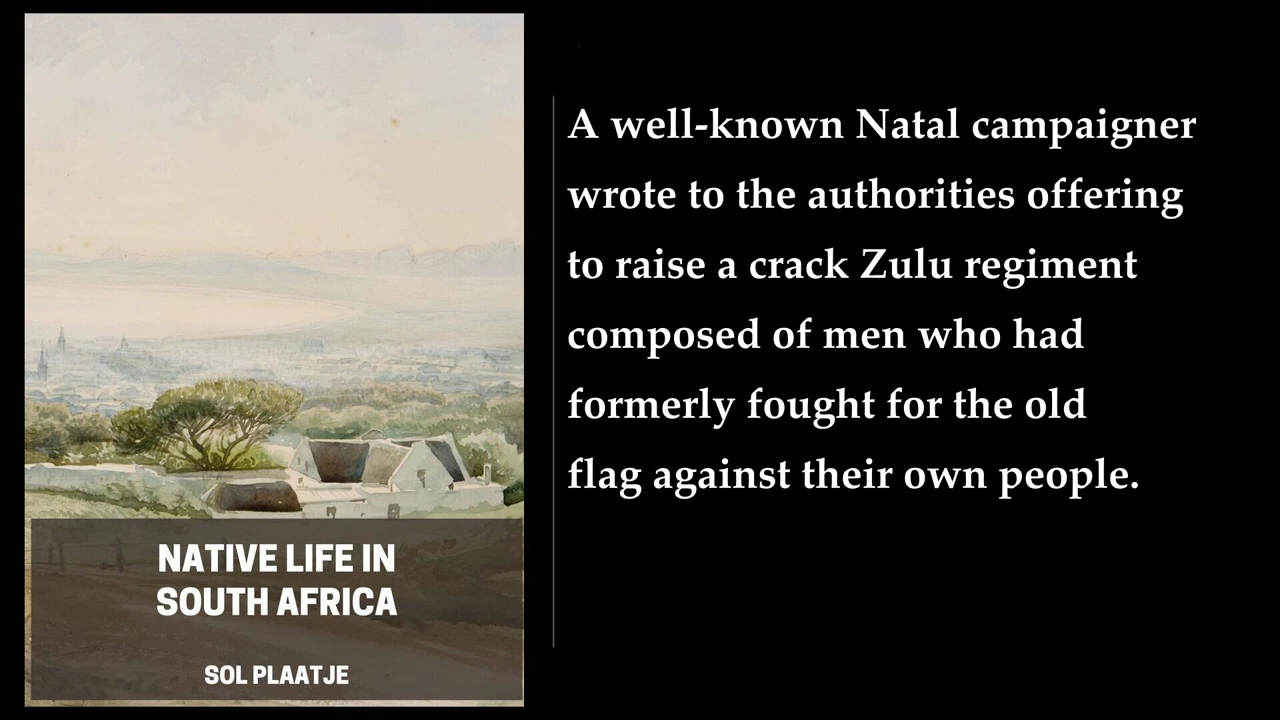 NATIVE LIFE IN
SOUTH AFRICA
SOL PLAATJE
A well-known Natal campaigner
wrote to the authorities offering
to raise a crack Zulu regiment
composed of men who had
formerly fought for the old
flag against their own people.